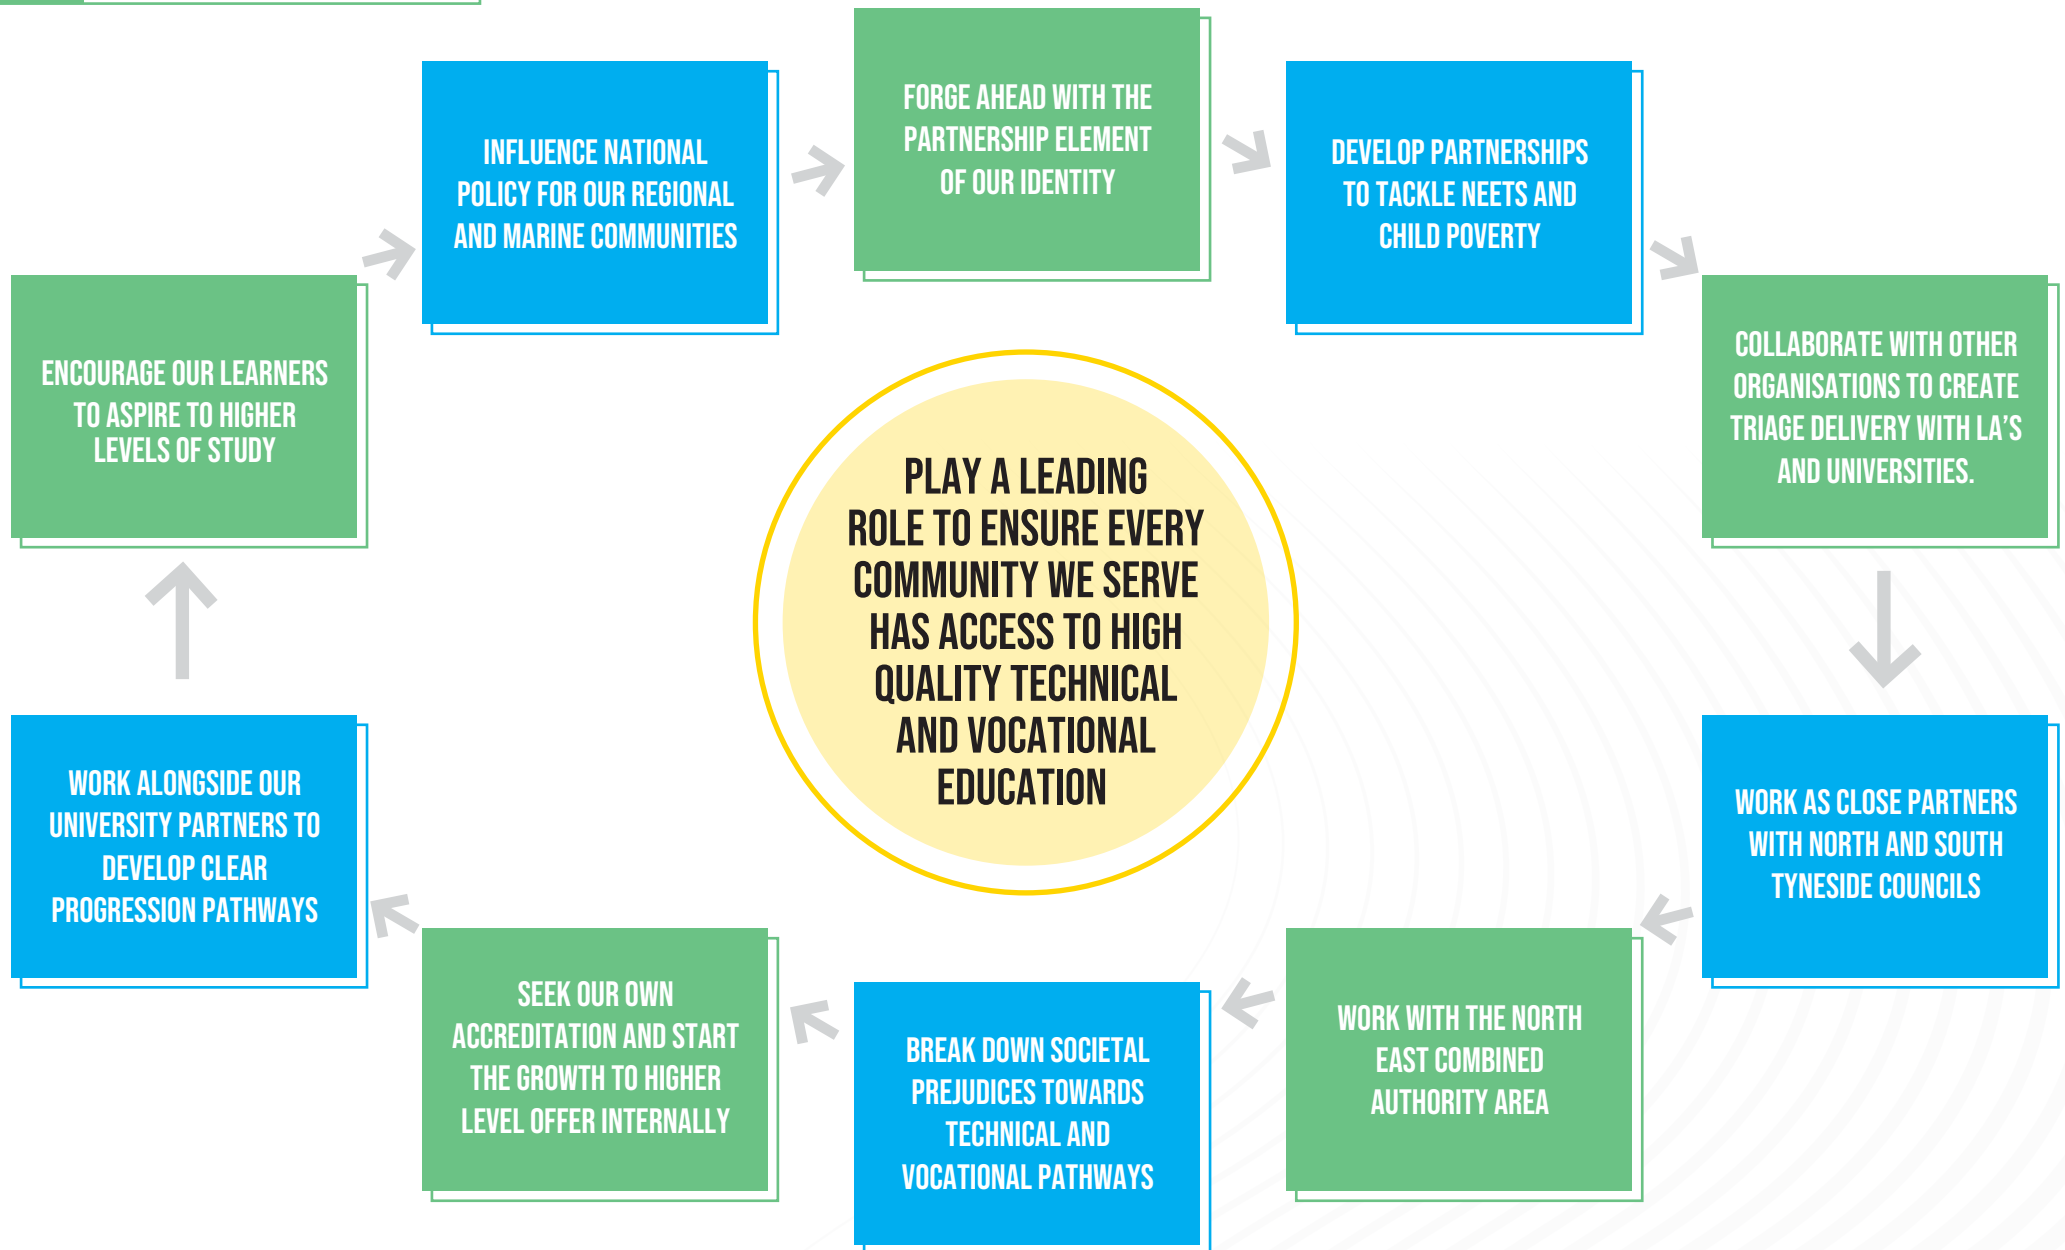 FORGE AHEAD WITH THE
PARTNERSHIP ELEMENT
OF OUR IDENTITY
INFLUENCE NATIONAL
POLICY FOR OUR REGIONAL
AND MARINE COMMUNITIES
DEVELOP PARTNERSHIPS
TO TACKLE NEETS AND
CHILD POVERTY
ENCOURAGE OUR LEARNERS
TO ASPIRE TO HIGHER
LEVELS OF STUDY
COLLABORATE WITH OTHER
ORGANISATIONS TO CREATE
TRIAGE DELIVERY WITH LA'S
AND UNIVERSITIES.
PLAY A LEADING
ROLE TO ENSURE EVERY
COMMUNITY WE SERVE
HAS ACCESS TO HIGH
QUALITY TECHNICAL
AND VOCATIONAL
EDUCATION
WORK ALONGSIDE OUR
UNIVERSITY PARTNERS TO
DEVELOP CLEAR
PROGRESSION PATHWAYS
WORK AS CLOSE PARTNERS
WITH NORTH AND SOUTH
TYNESIDE COUNCILS
SEEK OUR OWN
ACCREDITATION AND START
THE GROWTH TO HIGHER
LEVEL OFFER INTERNALLY
BREAK DOWN SOCIETAL
PREJUDICES TOWARDS
TECHNICAL AND
VOCATIONAL PATHWAYS
WORK WITH THE NORTH
EAST COMBINED
AUTHORITY AREA